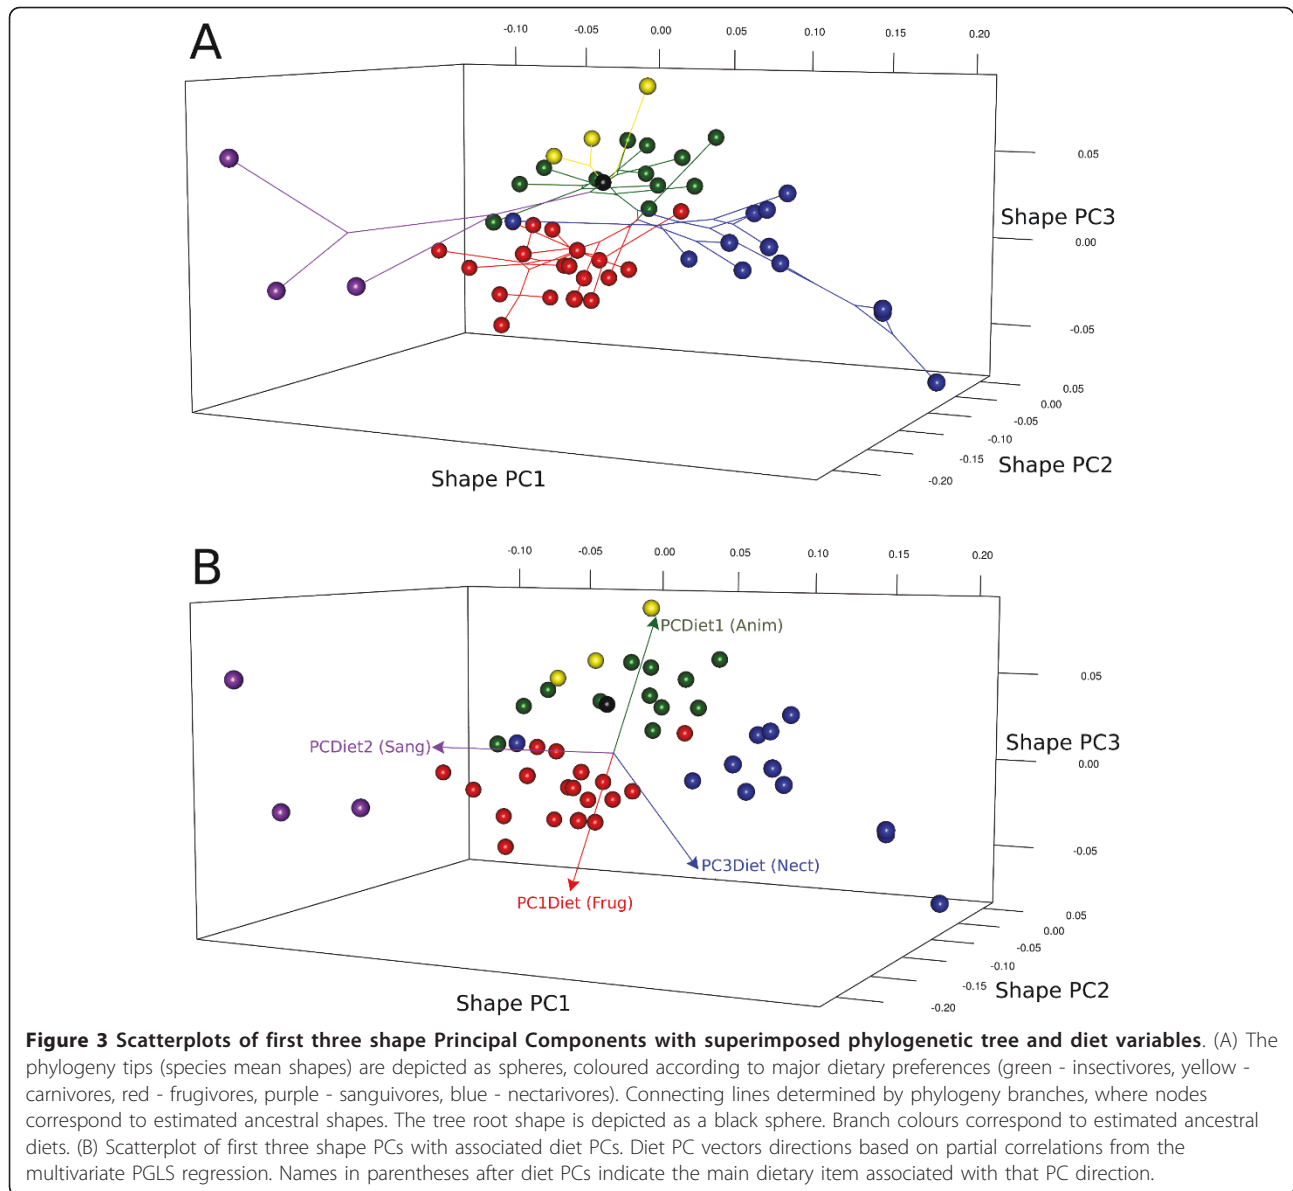 A
-0.10 -0.05 0.00 0.05 0.10 0.15 0.20
0.05
Shape PC3
0.00
-0.05
0.05
0.00
-0.05
-0.10
-0.15
-0.20
Shape PC2
Shape PC1
B
-0.10 -0.05 0.00 0.05 0.10 0.15 0.20
PCDiet1 (Anim)
0.05
PCDiet2 (Sang)
Shape PC3
0.00
-0.05
PC3Diet (Nect)
PC1Diet (Frug)
0.05
0.00
-0.05
-0.10
-0.15
-0.20
Shape PC2
Shape PC1
Figure 3 Scatterplots of first three shape Principal Components with superimposed phylogenetic tree and diet variables. (A) The
phylogeny tips (species mean shapes) are depicted as spheres, coloured according to major dietary preferences (green - insectivores, yellow -
carnivores, red - frugivores, purple - sanguivores, blue - nectarivores). Connecting lines determined by phylogeny branches, where nodes
correspond to estimated ancestral shapes. The tree root shape is depicted as a black sphere. Branch colours correspond to estimated ancestral
diets. (B) Scatterplot of first three shape PCs with associated diet PCs. Diet PC vectors directions based on partial correlations from the
multivariate PGLS regression. Names in parentheses after diet PCs indicate the main dietary item associated with that PC direction.